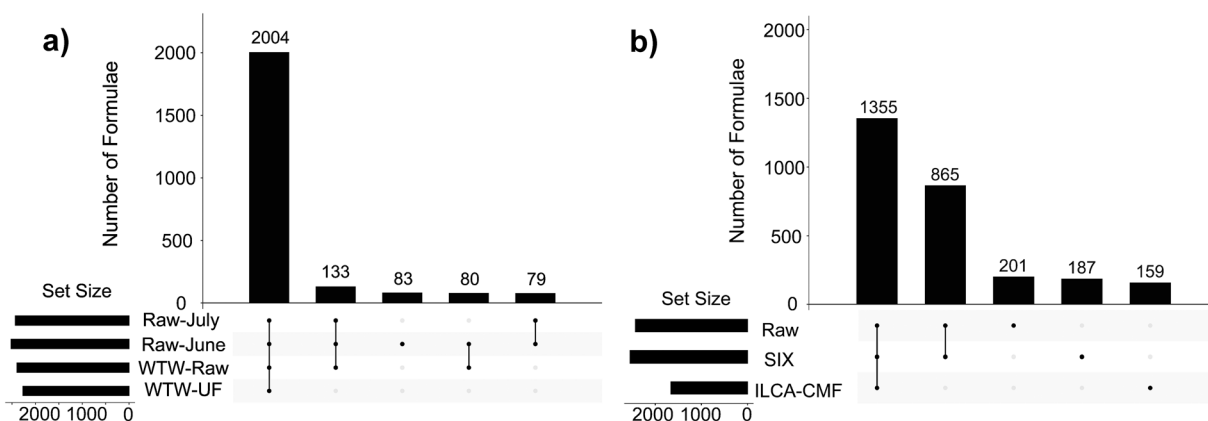 a)
Number of Formulae
2000
1500
1000
500
0
2004
133
83
80
79
Set Size
Raw-July
Raw-June
WTW-Raw
WTW-UF
2000 1000 0
b)
Number of Formulae
2000
1500
1000
500
0
1355
865
201
187
159
Set Size
Raw
SIX
ILCA-CMF
2000 1000 0